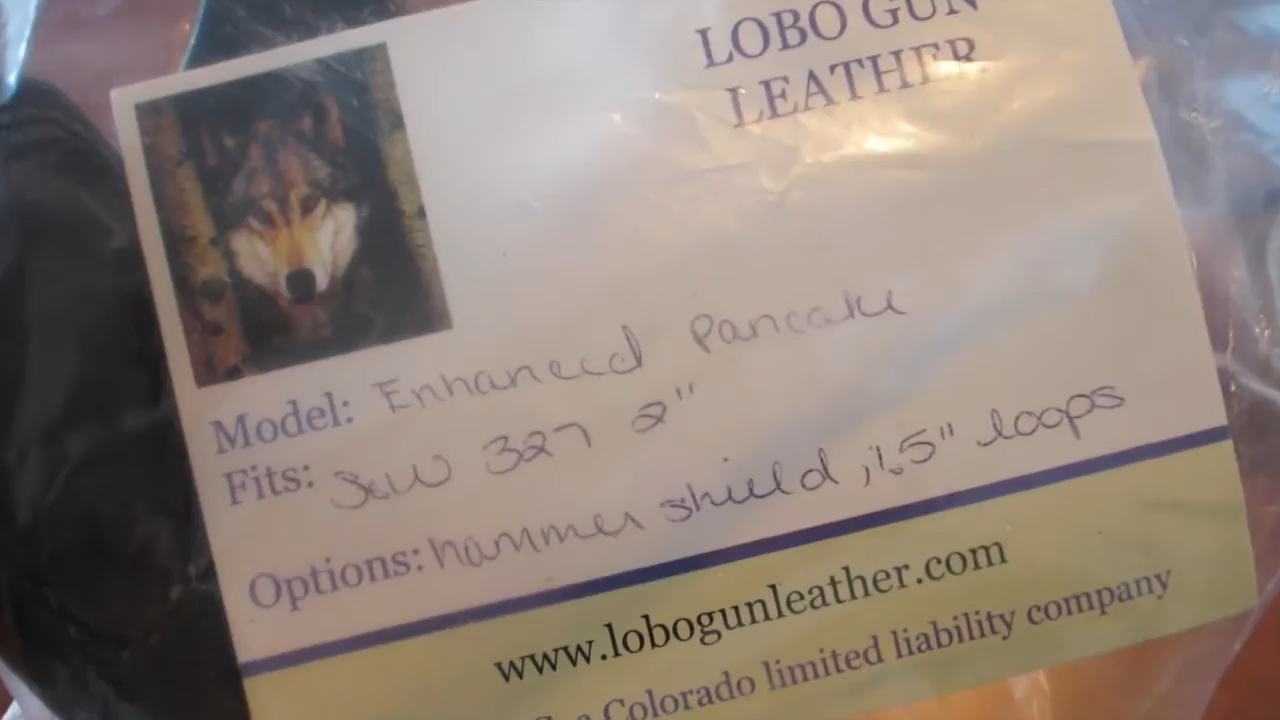 LOBO GUN
LEATHER
Model: Enhanced Pancake
Fits: S&W 327 2"
Options: hammer shield, 1.5" loops
www.lobogunleather.com
a Colorado limited liability company